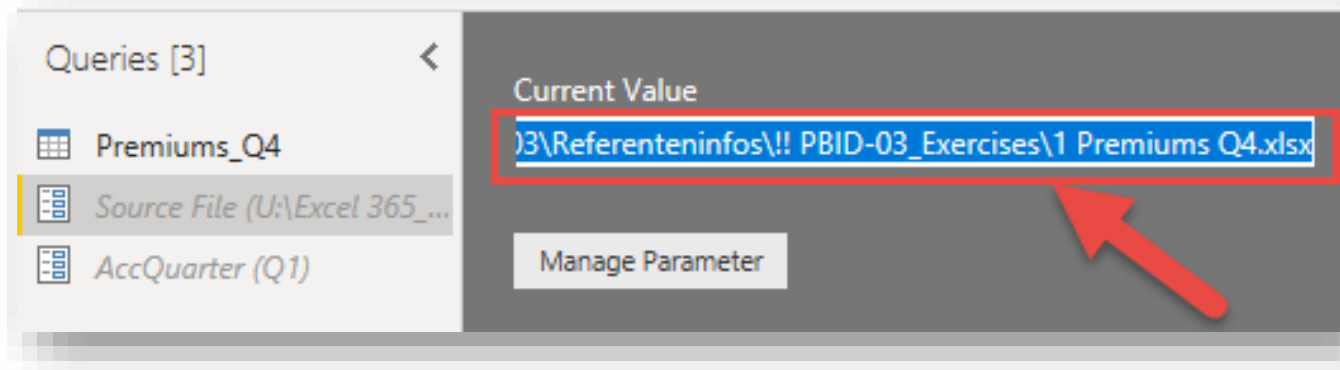 Queries [3]
Premiums_Q4
Source File (U:\Excel 365_...
AccQuarter (Q1)
Current Value
03\Referenteninfos\!! PBID-03_Exercises\1 Premiums Q4.xlsx
Manage Parameter